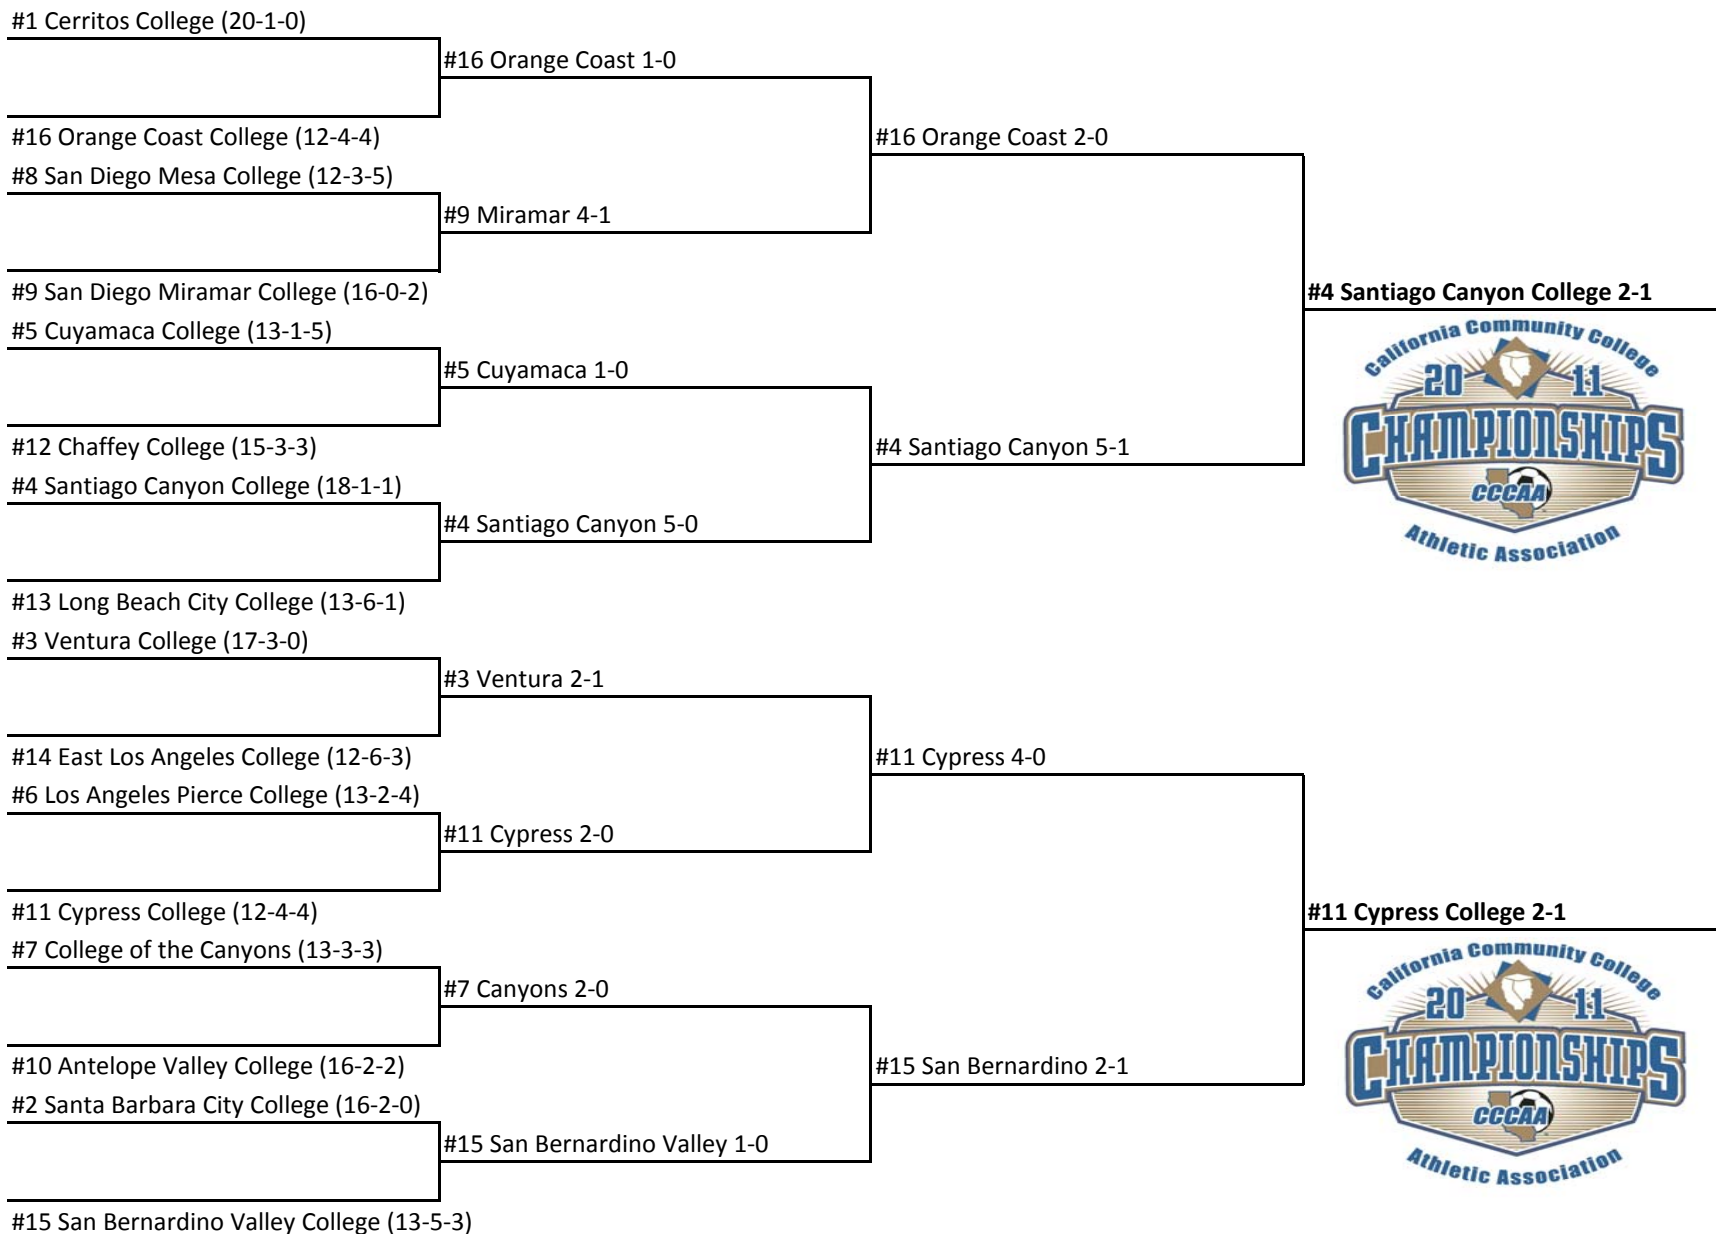 #1 Cerritos College (20-1-0)
#16 Orange Coast 1-0
#16 Orange Coast College (12-4-4)
#16 Orange Coast 2-0
#8 San Diego Mesa College (12-3-5)
#9 Miramar 4-1
#9 San Diego Miramar College (16-0-2)
#4 Santiago Canyon College 2-1
#5 Cuyamaca College (13-1-5)
#5 Cuyamaca 1-0
#12 Chaffey College (15-3-3)
#4 Santiago Canyon 5-1
#4 Santiago Canyon College (18-1-1)
#4 Santiago Canyon 5-0
#13 Long Beach City College (13-6-1)
California Community College
20 11
CHAMPIONSHIPS
CCCAA
Athletic Association
#3 Ventura College (17-3-0)
#3 Ventura 2-1
#14 East Los Angeles College (12-6-3)
#11 Cypress 4-0
#6 Los Angeles Pierce College (13-2-4)
#11 Cypress 2-0
#11 Cypress College (12-4-4)
#11 Cypress College 2-1
#7 College of the Canyons (13-3-3)
#7 Canyons 2-0
#10 Antelope Valley College (16-2-2)
#15 San Bernardino 2-1
#2 Santa Barbara City College (16-2-0)
#15 San Bernardino Valley 1-0
#15 San Bernardino Valley College (13-5-3)
California Community College
20 11
CHAMPIONSHIPS
CCCAA
Athletic Association